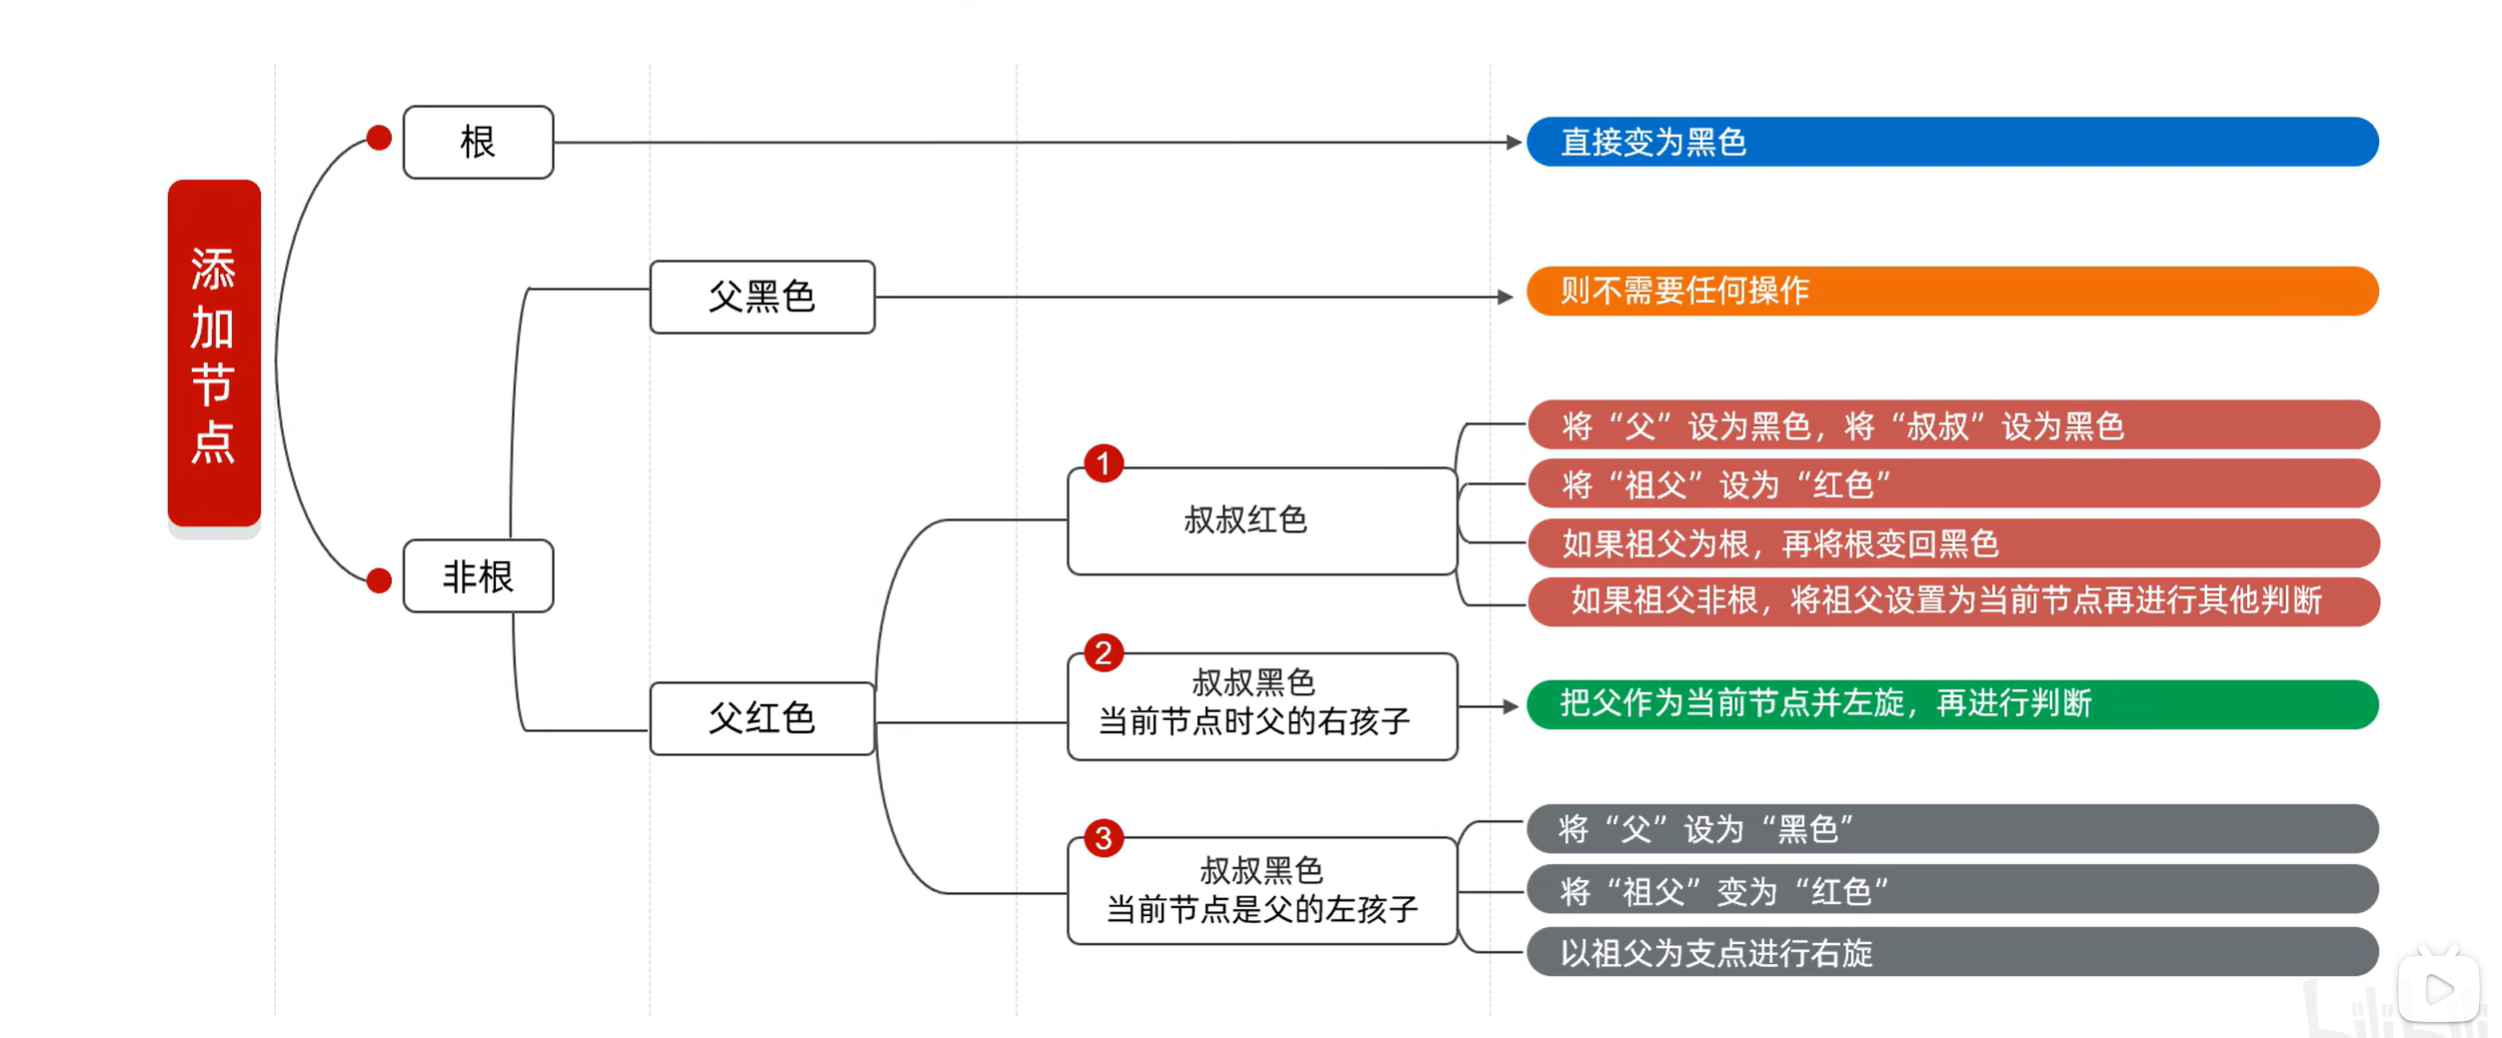 添加节点
根
直接变为黑色
非根
父黑色
则不需要任何操作
父红色
1
叔叔红色
将“父”设为黑色，将“叔叔”设为黑色
将“祖父”设为“红色”
如果祖父为根，再将根变回黑色
如果祖父非根，将祖父设置为当前节点再进行其他判断
2
叔叔黑色
当前节点时父的右孩子
把父作为当前节点并左旋，再进行判断
3
叔叔黑色
当前节点是父的左孩子
将“父”设为“黑色”
将“祖父”变为“红色”
以祖父为支点进行右旋